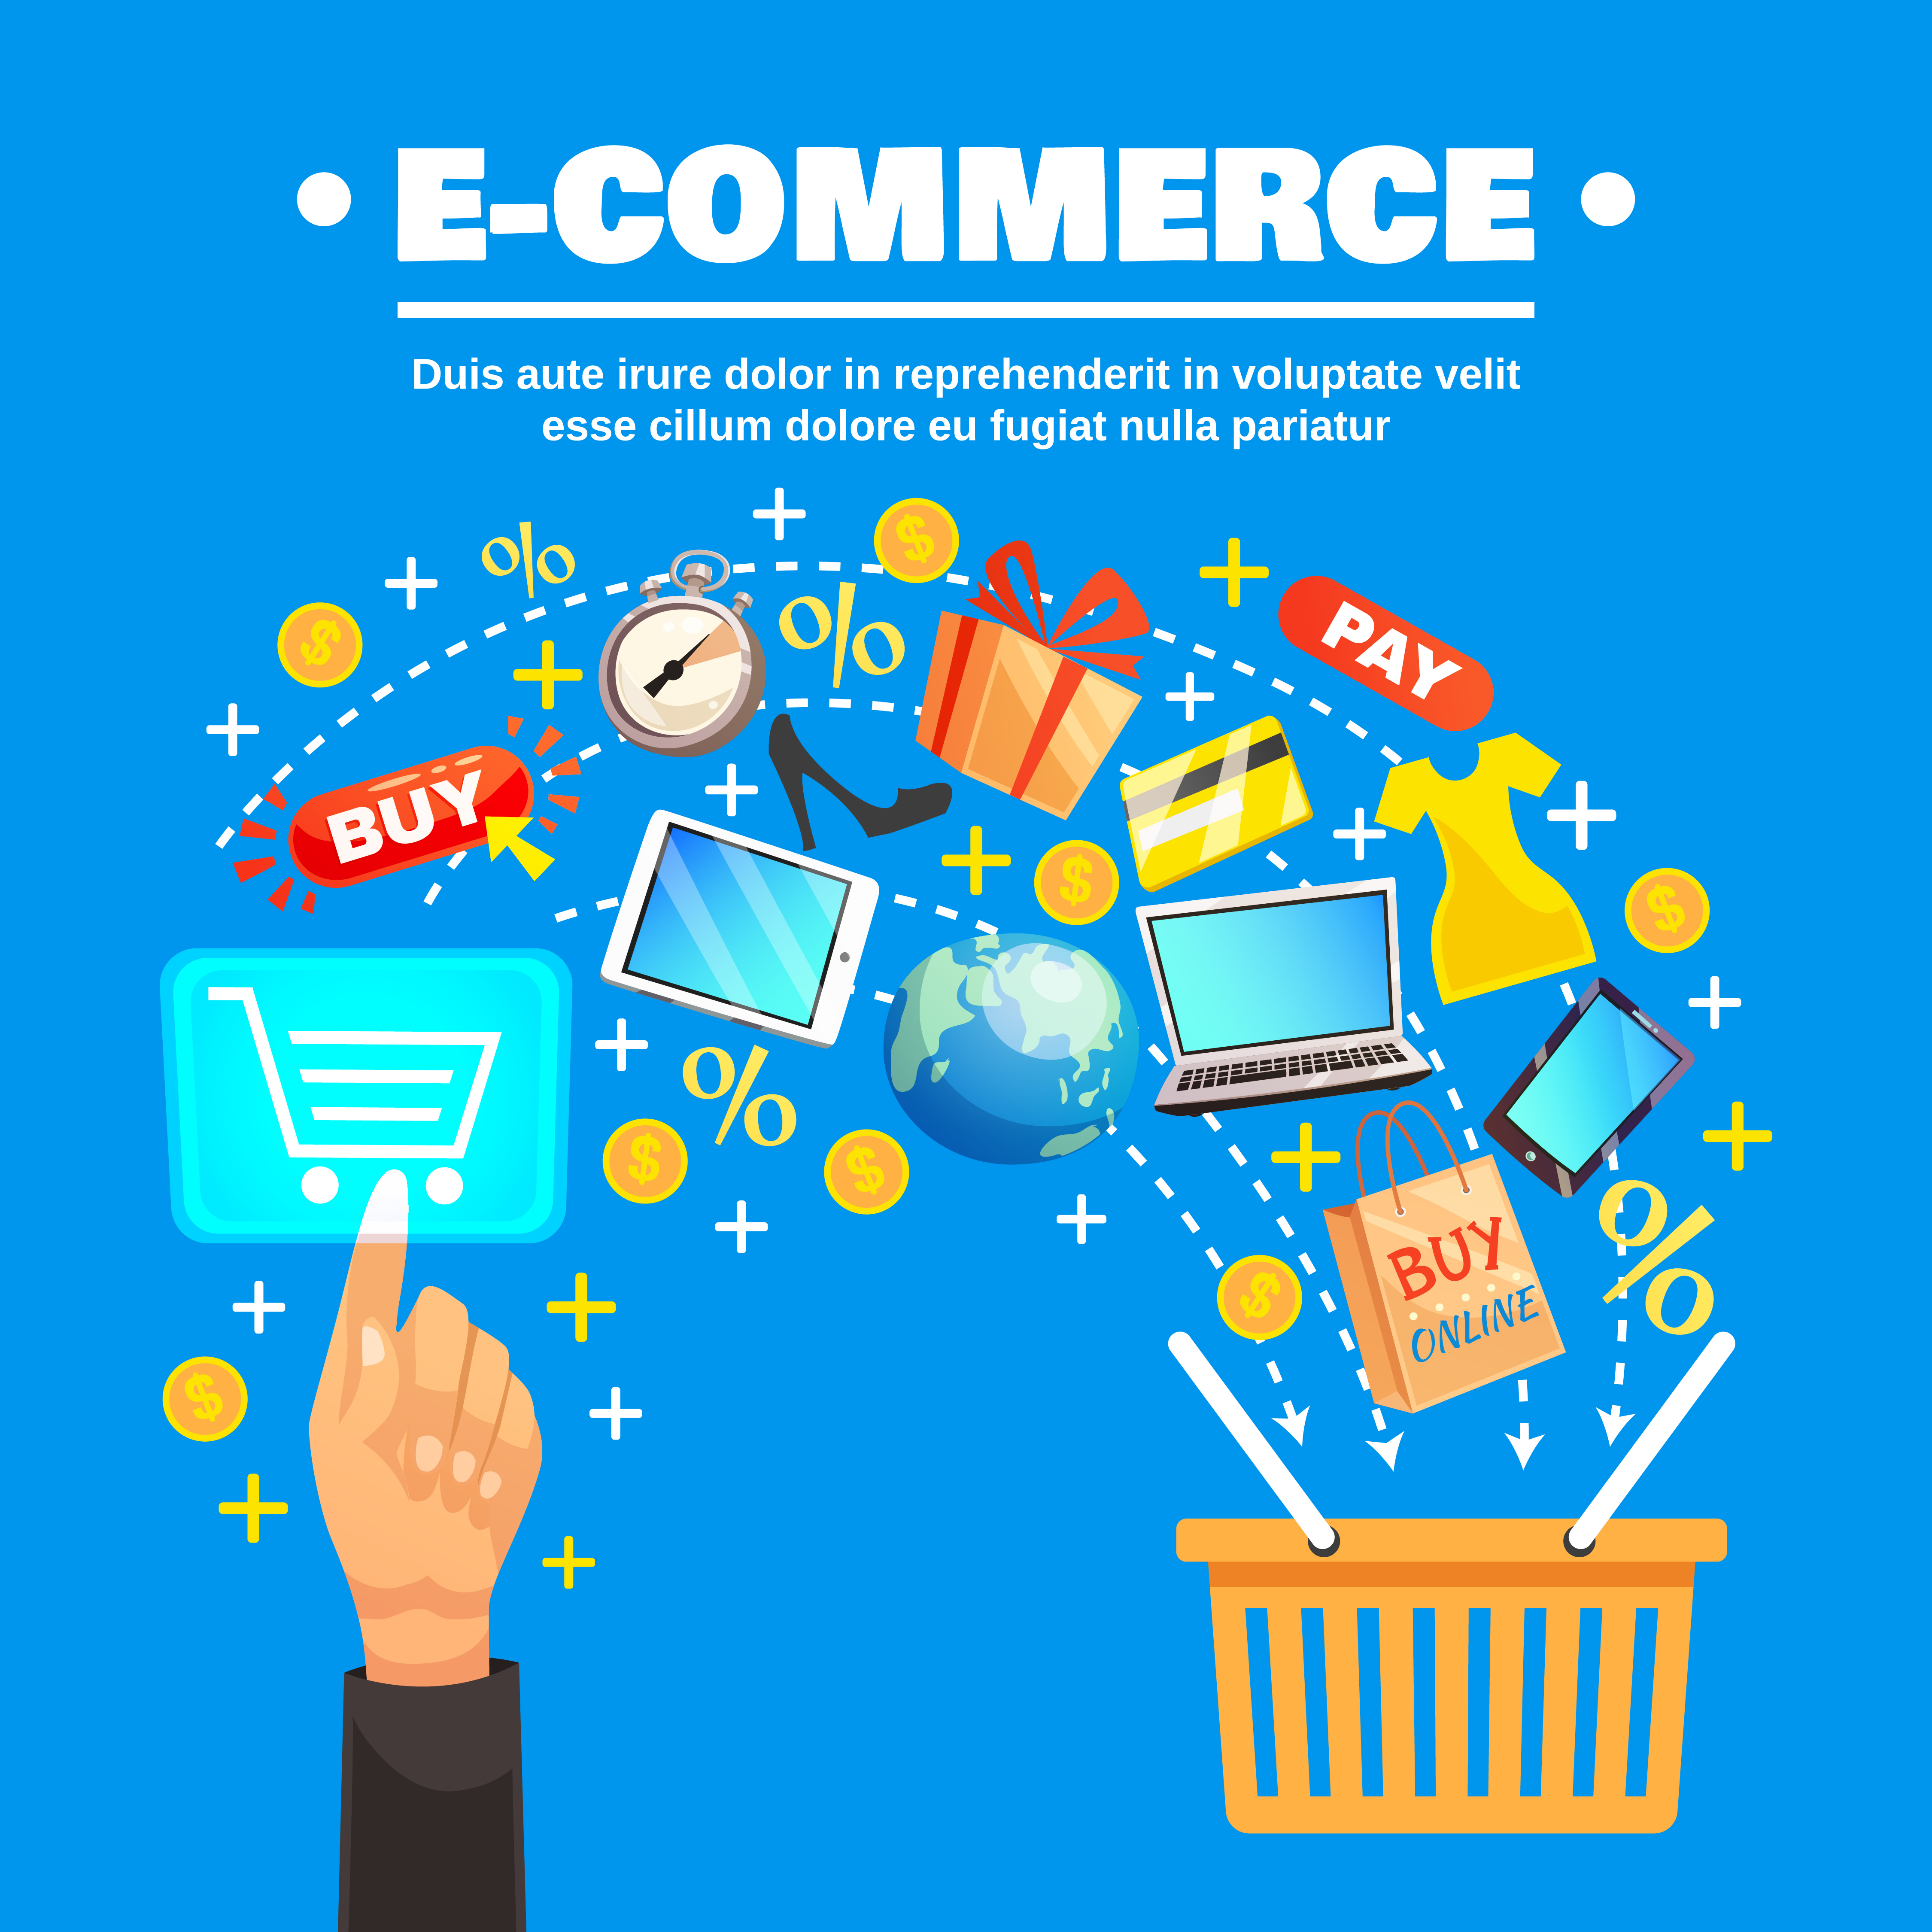 E-COMMERCE
Duis aute irure dolor in reprehenderit in voluptate velit
esse cillum dolore eu fugiat nulla pariatur
%
$
%
$
PAY
BUY
$
$
%
$
$
%
BUY
ONLINE
$
$